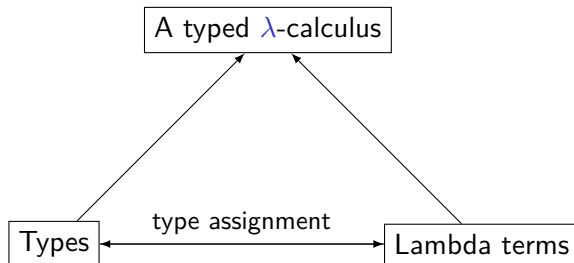 A typed λ-calculus
type assignment
Types
Lambda terms